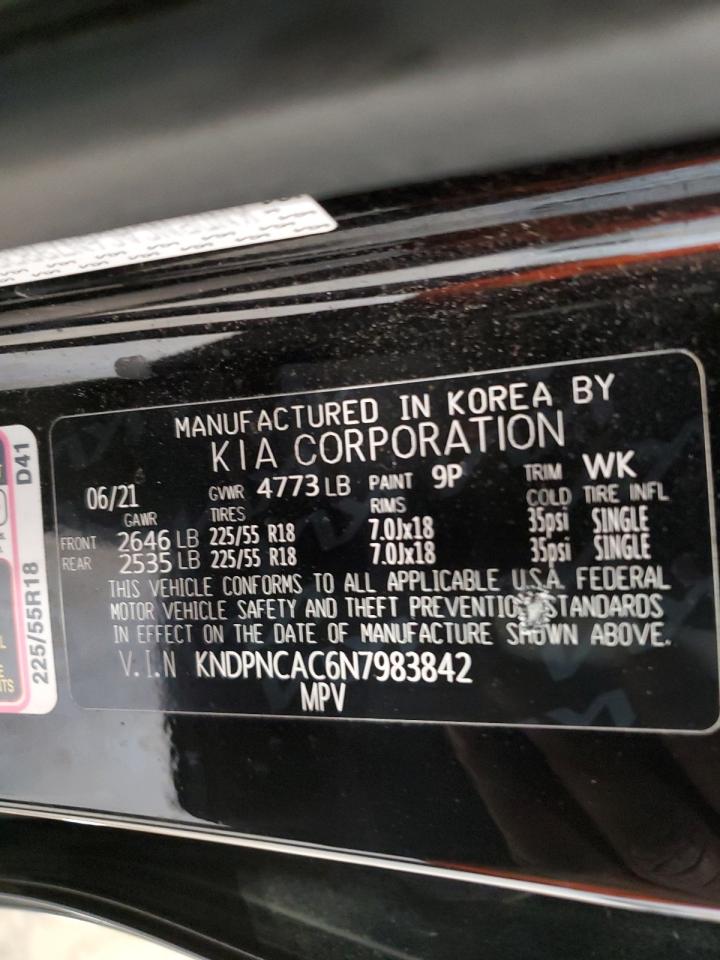 MANUFACTURED IN KOREA BY
KIA CORPORATION
06/21 GVWR 4773 LB PAINT 9P TRIM WK
GAWR TIRES RIMS COLD TIRE INFL
FRONT 2646 LB 225/55 R18 7.0Jx18 35psi SINGLE
REAR 2535 LB 225/55 R18 7.0Jx18 35psi SINGLE
THIS VEHICLE CONFORMS TO ALL APPLICABLE U.S.A. FEDERAL
MOTOR VEHICLE SAFETY AND THEFT PREVENTION STANDARDS
IN EFFECT ON THE DATE OF MANUFACTURE SHOWN ABOVE.
V.I.N KNDPNCAC6N7983842
MPV
225/55R18 D41